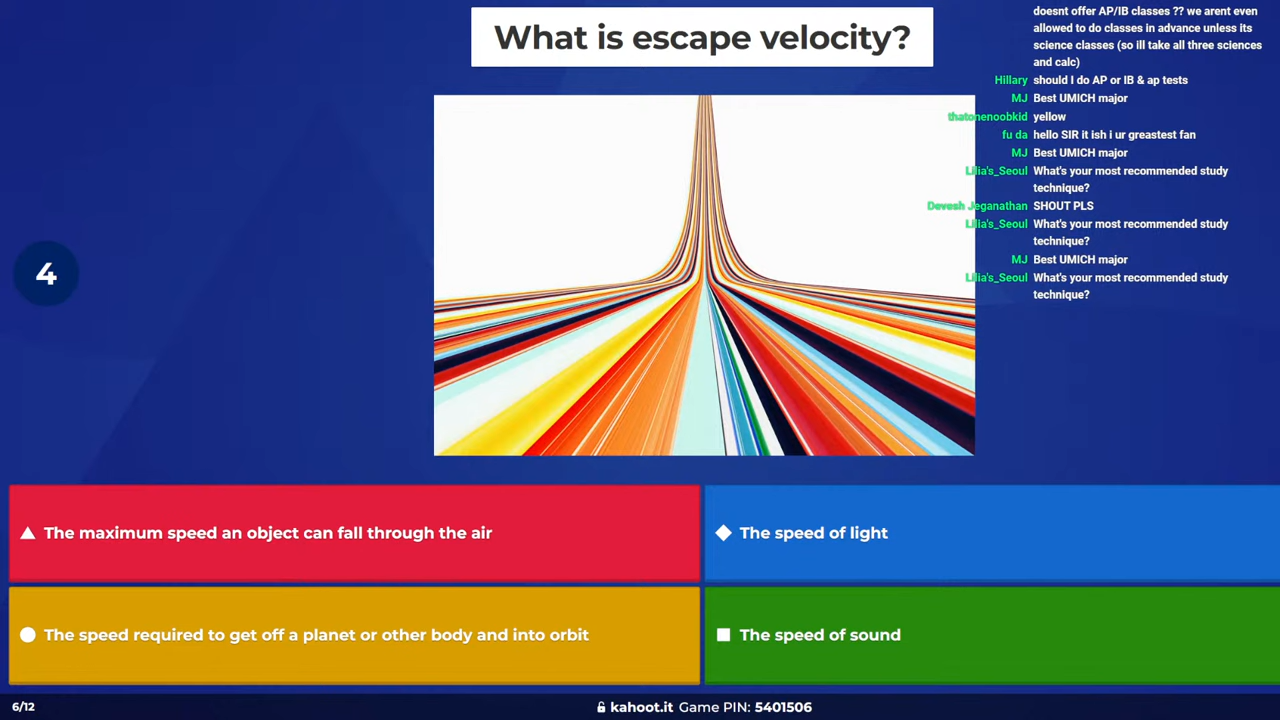 What is escape velocity?
doesnt offer AP/IB classes ?? we arent even
allowed to do classes in advance unless its
science classes (so ill take all three sciences
and calc)
Hillary should I do AP or IB & ap tests
MJ Best UMICH major
thatonenoobkid yellow
fu da hello SIR it ish i ur greastest fan
MJ Best UMICH major
Lilia's_Seoul What's your most recommended study
technique?
Devesh Jeganathan SHOUT PLS
Lilia's_Seoul What's your most recommended study
technique?
MJ Best UMICH major
Lilia's_Seoul What's your most recommended study
technique?
4
The maximum speed an object can fall through the air
The speed of light
The speed required to get off a planet or other body and into orbit
The speed of sound
6/12
kahoot.it Game PIN: 5401506